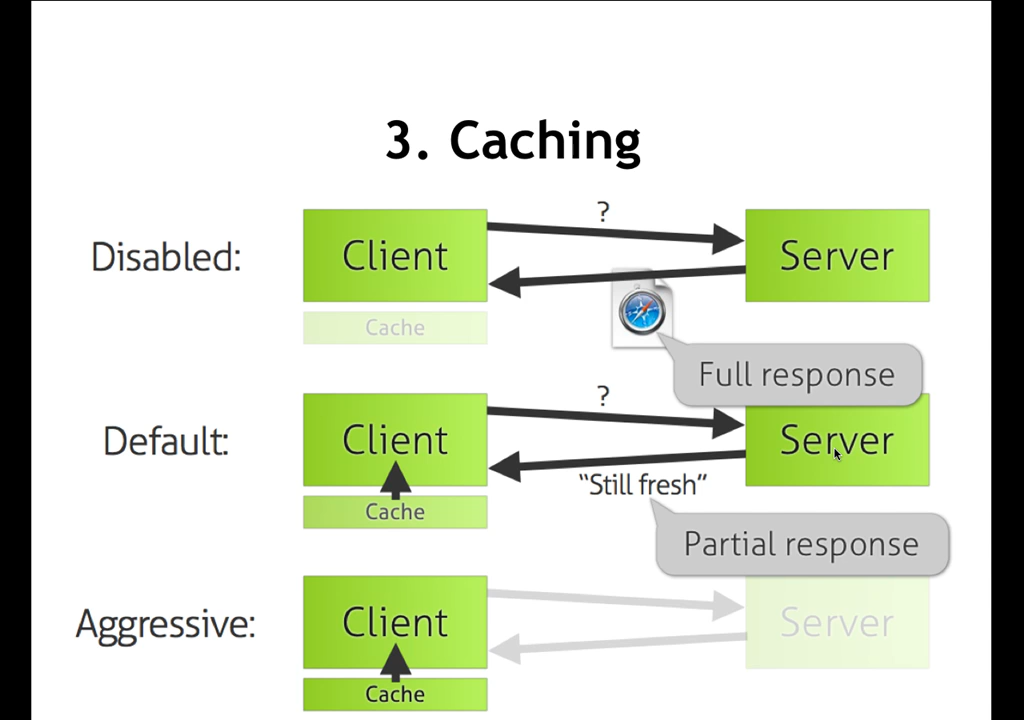 3. Caching
?
Disabled:
Client
Server
Cache
Full response
?
Default:
Client
Server
"Still fresh"
Cache
Partial response
Aggressive:
Client
Server
Cache